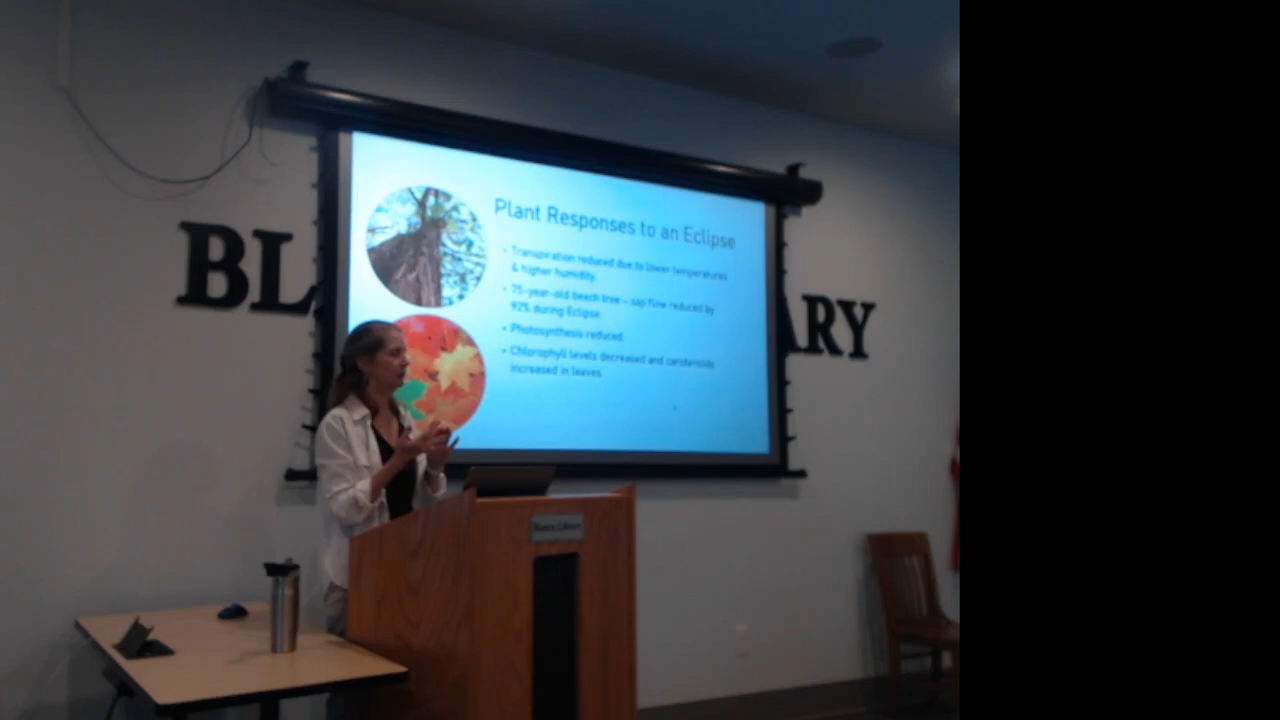 BL
ARY
Plant Responses to an Eclipse
• Transpiration reduced due to lower temperatures
& higher humidity.
• 75-year-old beech tree – sap flow reduced by
92% during Eclipse.
• Photosynthesis reduced.
• Chlorophyll levels decreased and carotenoids
increased in leaves.